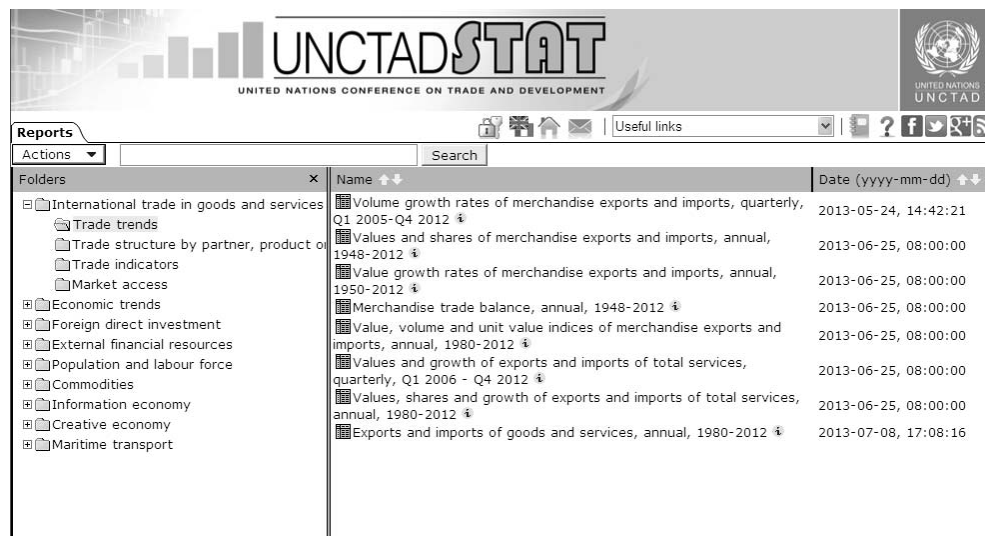 UNCTADSTAT
UNITED NATIONS CONFERENCE ON TRADE AND DEVELOPMENT
UNITED NATIONS
UNCTAD
Reports
Useful links
Actions
Search
Folders
Name
Date (yyyy-mm-dd)
International trade in goods and services
Trade trends
Trade structure by partner, product or
Trade indicators
Market access
Economic trends
Foreign direct investment
External financial resources
Population and labour force
Commodities
Information economy
Creative economy
Maritime transport
Volume growth rates of merchandise exports and imports, quarterly,
Q1 2005-Q4 2012
2013-05-24, 14:42:21
Values and shares of merchandise exports and imports, annual,
1948-2012
2013-06-25, 08:00:00
Value growth rates of merchandise exports and imports, annual,
1950-2012
2013-06-25, 08:00:00
Merchandise trade balance, annual, 1948-2012
2013-06-25, 08:00:00
Value, volume and unit value indices of merchandise exports and
imports, annual, 1980-2012
2013-06-25, 08:00:00
Values and growth of exports and imports of total services,
quarterly, Q1 2006 - Q4 2012
2013-06-25, 08:00:00
Values, shares and growth of exports and imports of total services,
annual, 1980-2012
2013-06-25, 08:00:00
Exports and imports of goods and services, annual, 1980-2012
2013-07-08, 17:08:16